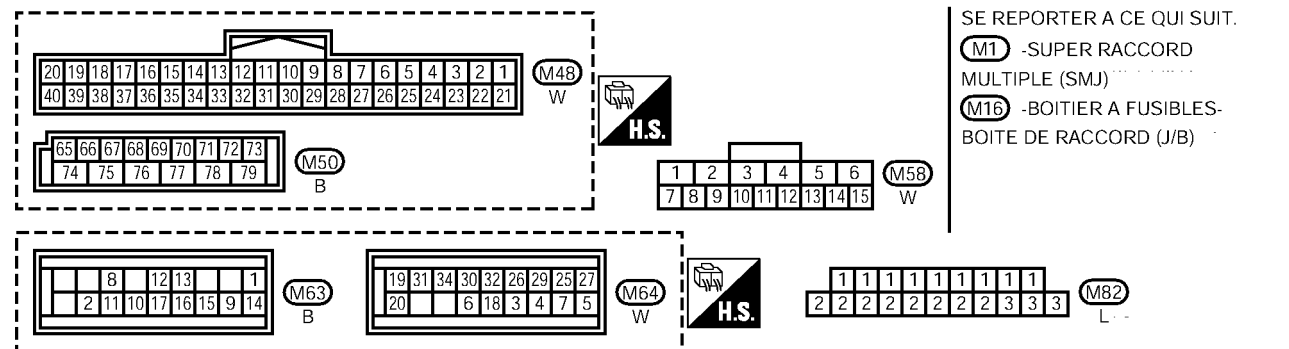 SE REPORTER A CE QUI SUIT.
M1 -SUPER RACCORD
MULTIPLE (SMJ)
M16 -BOITIER A FUSIBLES-
BOITE DE RACCORD (J/B)
20 19 18 17 16 15 14 13 12 11 10 9 8 7 6 5 4 3 2 1
40 39 38 37 36 35 34 33 32 31 30 29 28 27 26 25 24 23 22 21
M48
W
H.S.
65 66 67 68 69 70 71 72 73
74 75 76 77 78 79
M50
B
1 2 3 4 5 6
7 8 9 10 11 12 13 14 15
M58
W
8 12 13 1
2 11 10 17 16 15 9 14
M63
B
19 31 34 30 32 26 29 25 27
20 6 18 3 4 7 5
M64
W
H.S.
1 1 1 1 1 1 1 1 1
2 2 2 2 2 2 2 2 3 3 3
M82
L